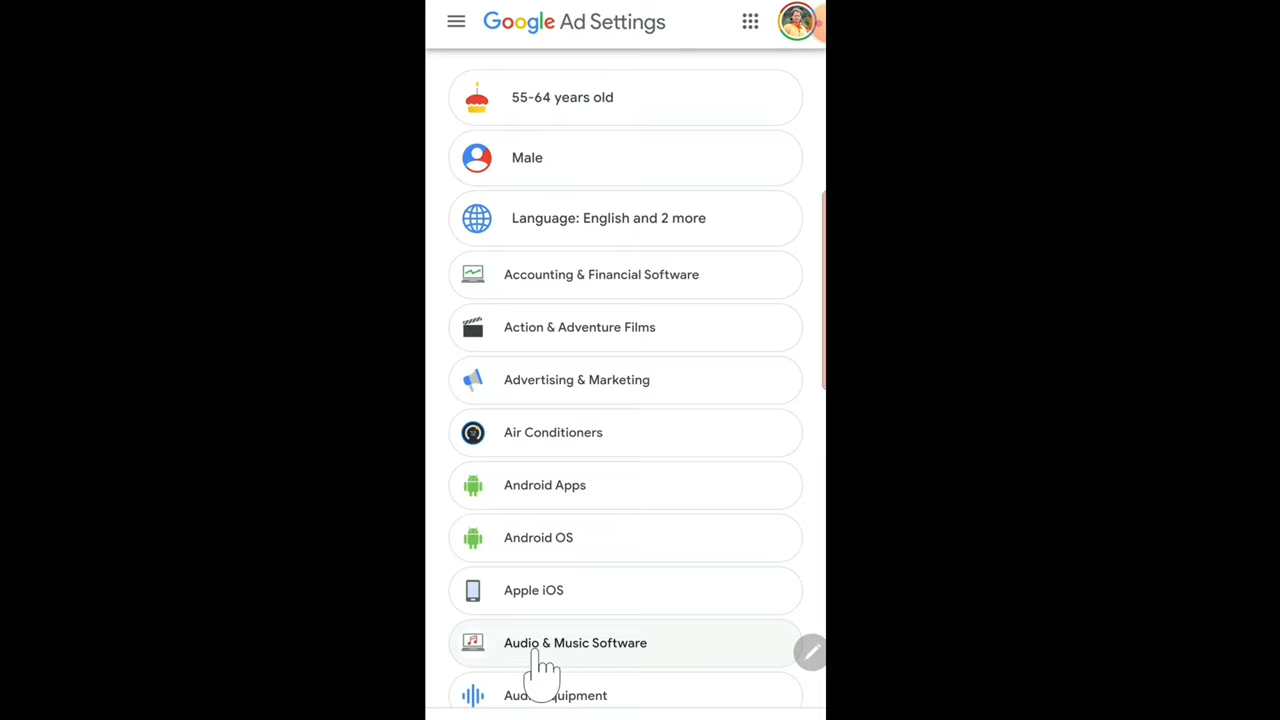 Google Ad Settings
55-64 years old
Male
Language: English and 2 more
Accounting & Financial Software
Action & Adventure Films
Advertising & Marketing
Air Conditioners
Android Apps
Android OS
Apple iOS
Audio & Music Software